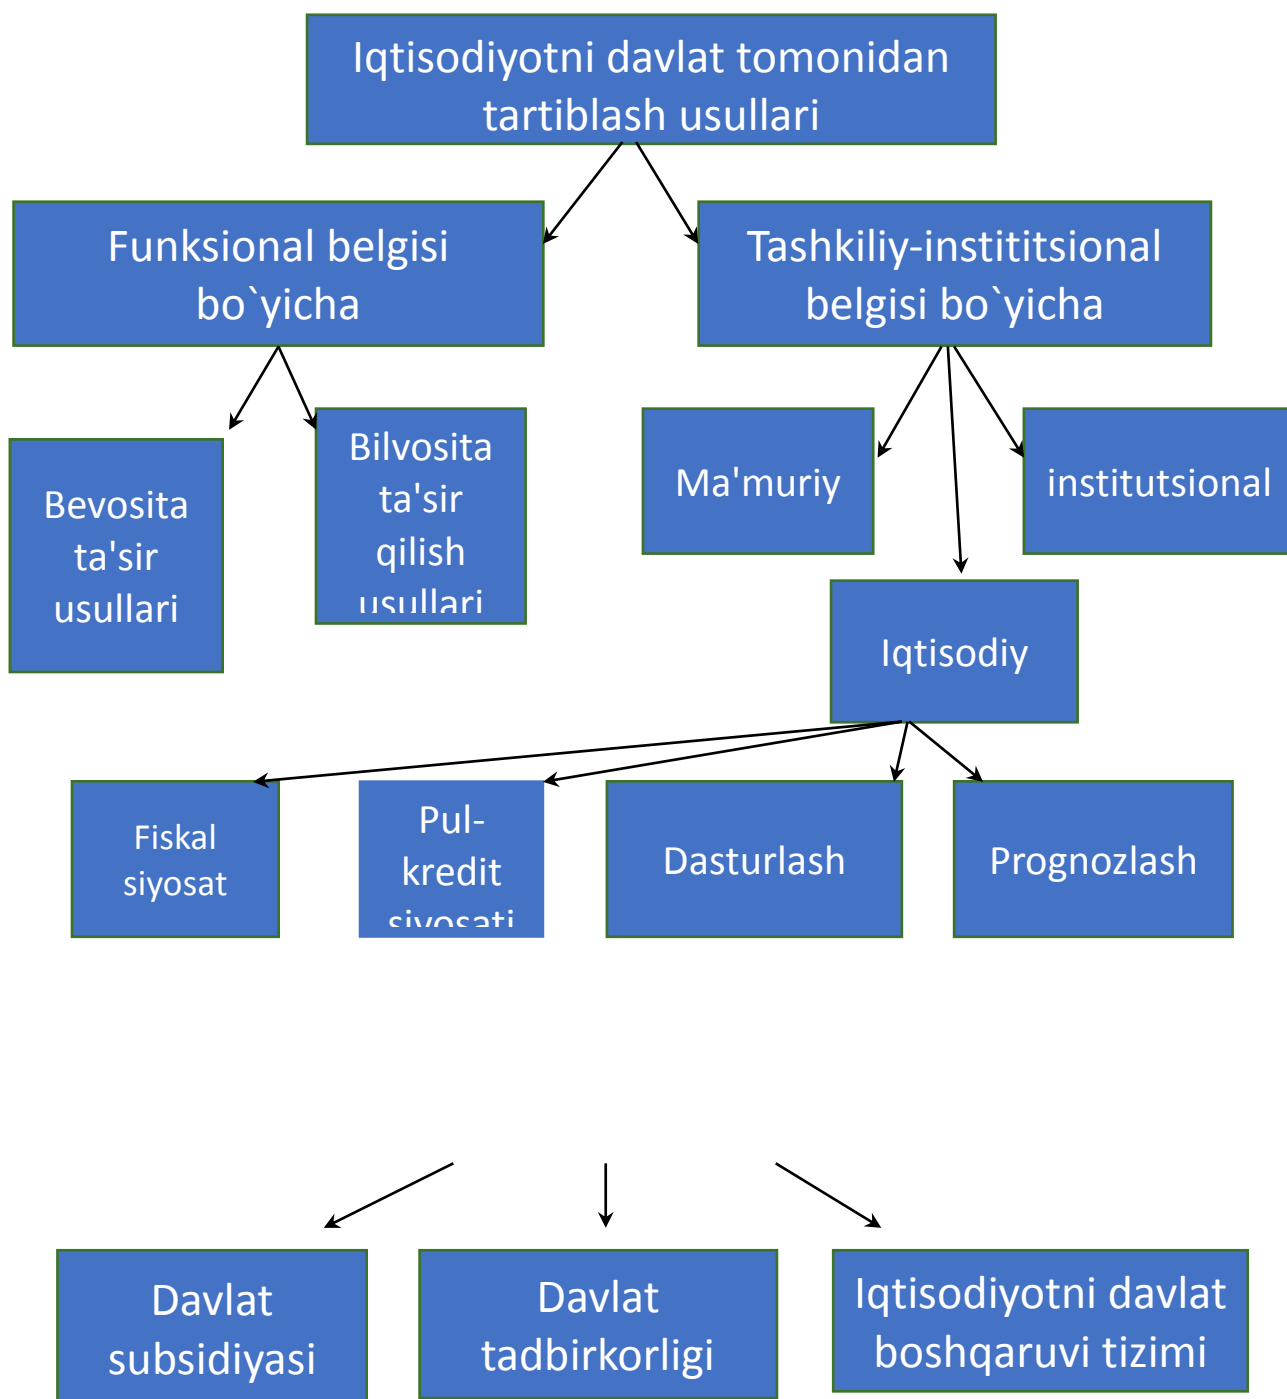 Iqtisodiyotni davlat tomonidan
tartiblash usullari
Funksional belgisi
bo`yicha
Tashkiliy-instititsional
belgisi bo`yicha
Bevosita
ta'sir
usullari
Bilvosita
ta'sir
qilish
usullari
Ma'muriy
institutsional
Iqtisodiy
Fiskal
siyosat
Pul-
kredit
siyosati
Dasturlash
Prognozlash
Davlat
subsidiyasi
Davlat
tadbirkorligi
Iqtisodiyotni davlat
boshqaruvi tizimi